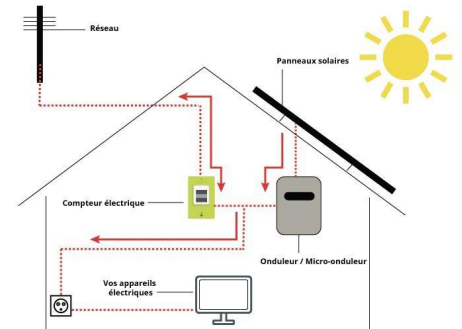 Réseau
Panneaux solaires
Compteur électrique
Onduleur / Micro-onduleur
Vos appareils
électriques